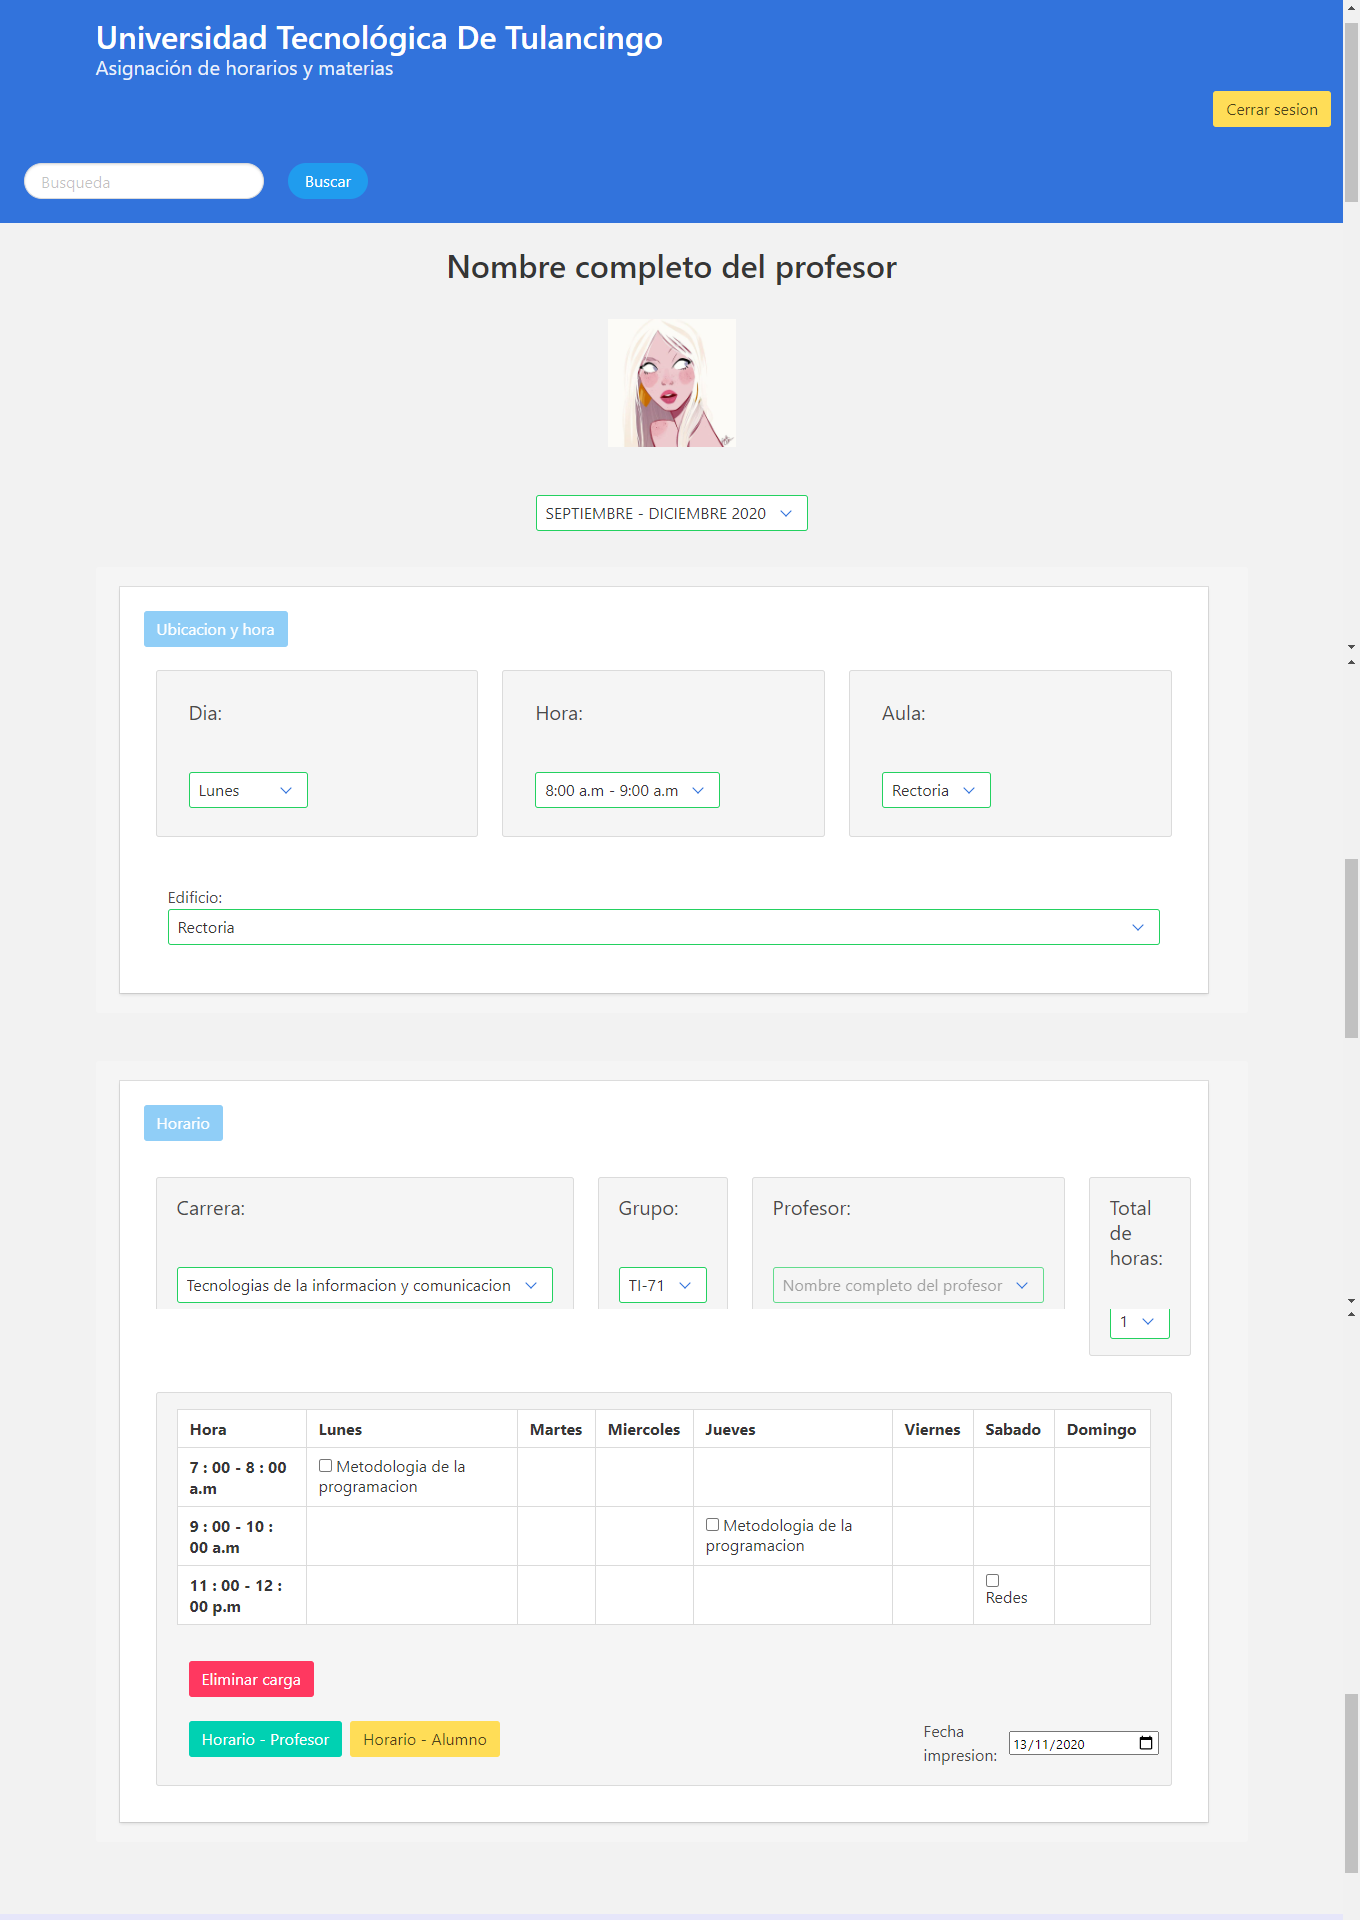 Universidad Tecnológica De Tulancingo
Asignación de horarios y materias
Cerrar sesion
Busqueda
Buscar
Nombre completo del profesor
SEPTIEMBRE - DICIEMBRE 2020
Ubicacion y hora
Dia:
Hora:
Aula:
Lunes
8:00 a.m - 9:00 a.m
Rectoria
Edificio:
Rectoria
Horario
Carrera:
Grupo:
Profesor:
Total
de
horas:
Tecnologias de la informacion y comunicacion
TI-71
Nombre completo del profesor
1
Hora Lunes Martes Miercoles Jueves Viernes Sabado Domingo
7 : 00 - 8 : 00
a.m
Metodologia de la
programacion
9 : 00 - 10 :
00 a.m
Metodologia de la
programacion
11 : 00 - 12 :
00 p.m
Redes
Eliminar carga
Horario - Profesor
Horario - Alumno
Fecha
impresion:
13/11/2020